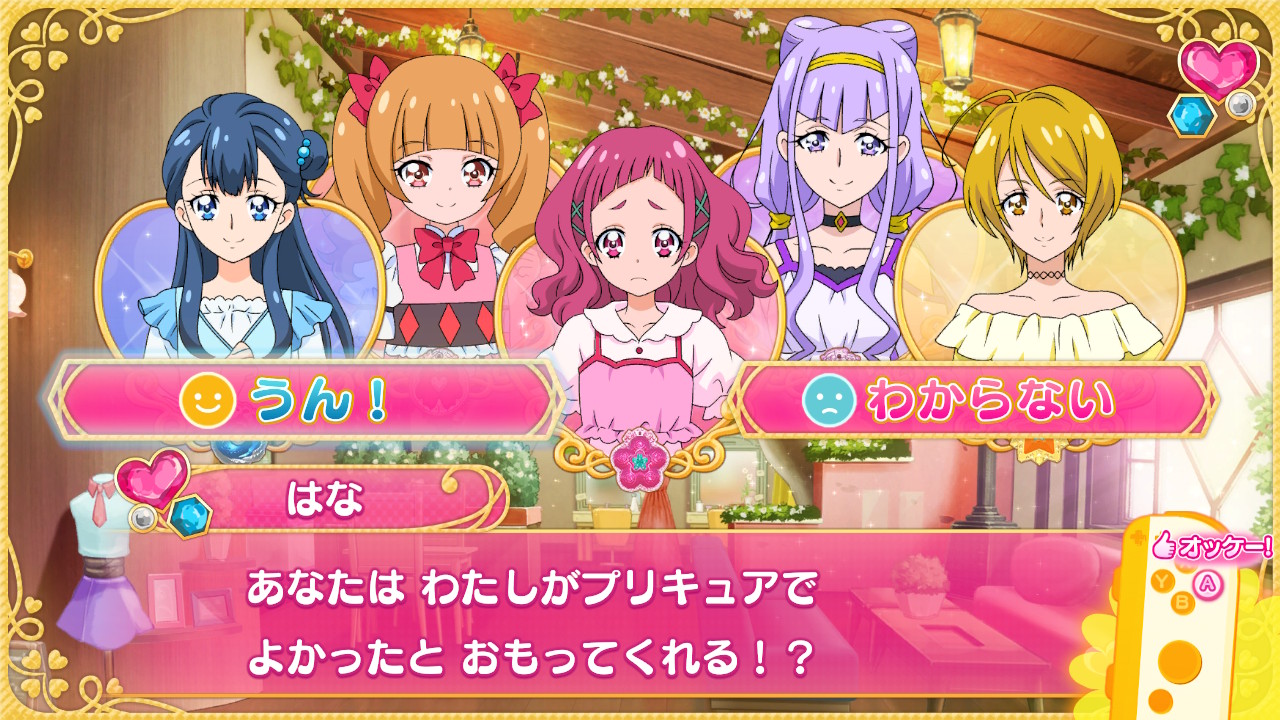 うん！
わからない
はな
あなたは わたしがプリキュアで
よかったと おもってくれる！？
オッケー!
Y
A
B